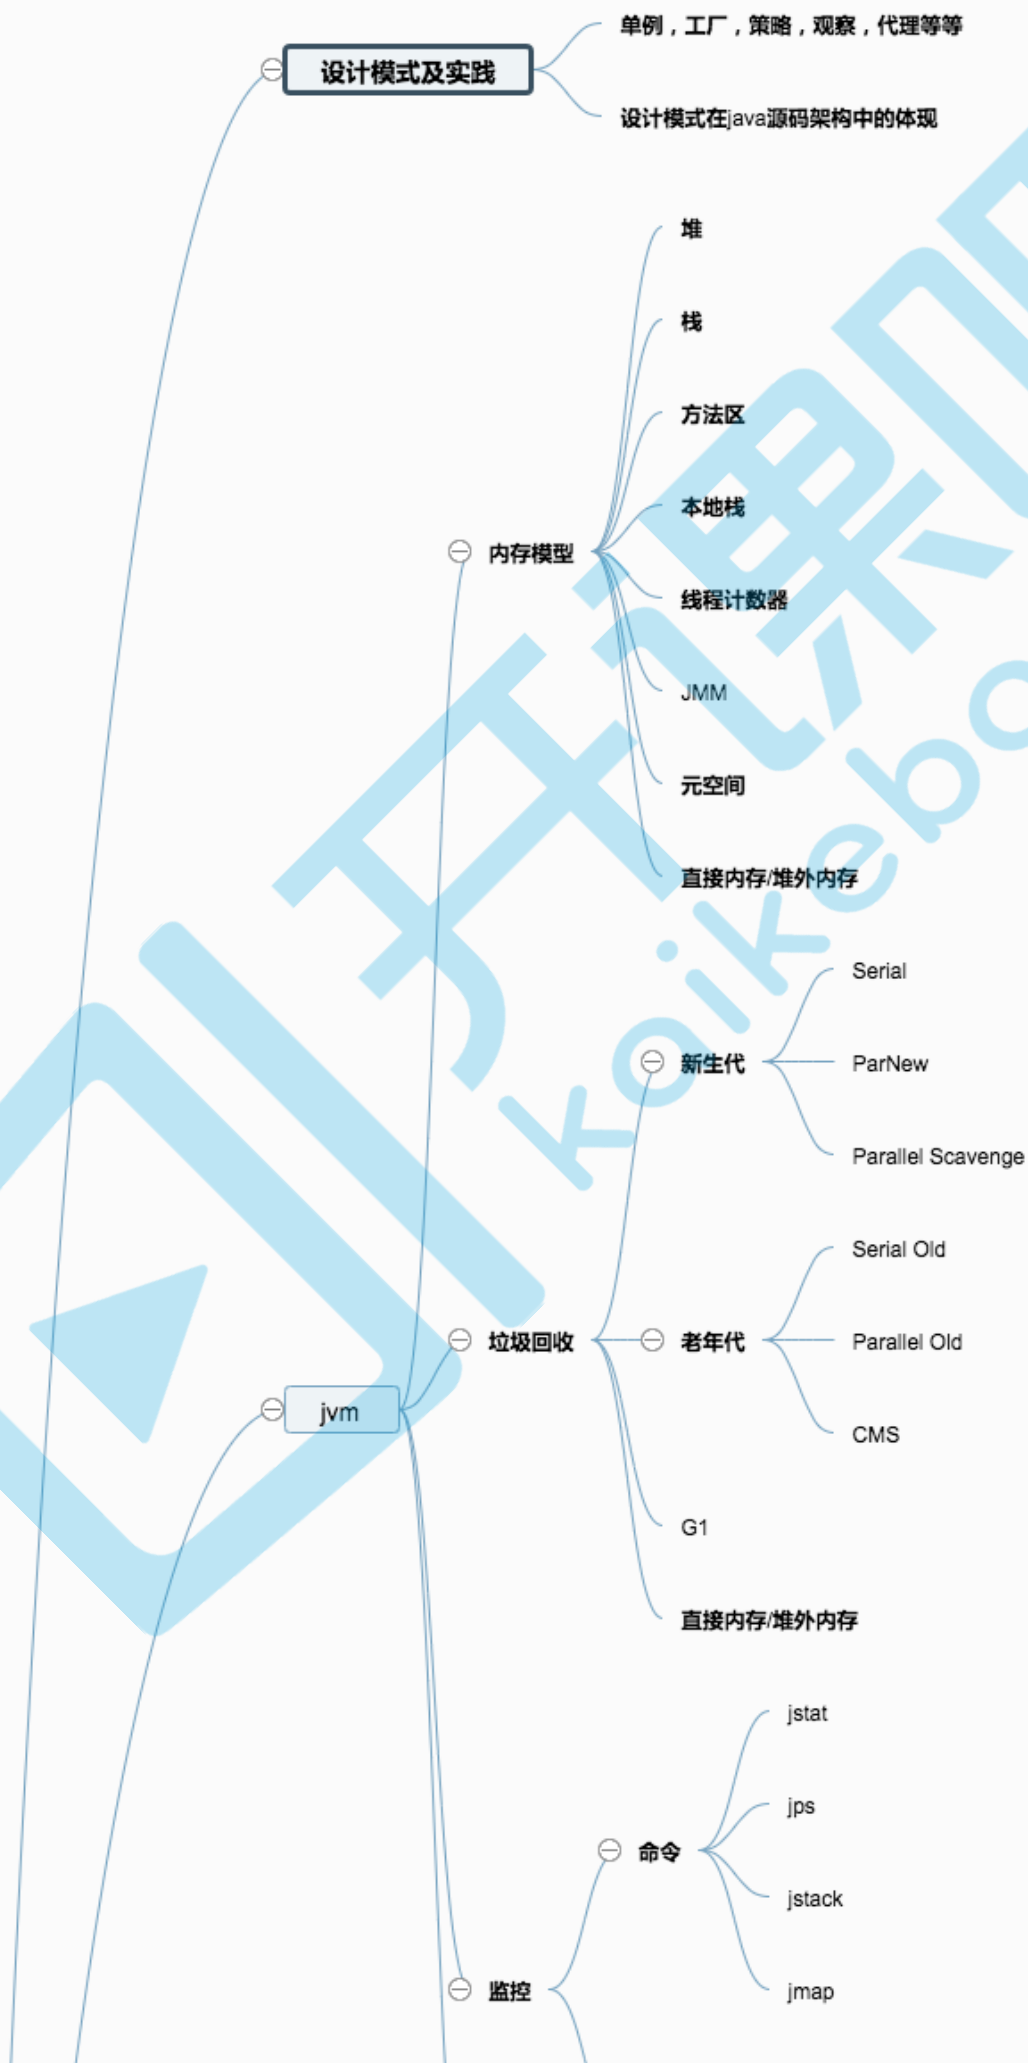 单例，工厂，策略，观察，代理等等
设计模式及实践
设计模式在java源码架构中的体现
堆
栈
方法区
本地栈
内存模型
线程计数器
JMM
元空间
直接内存/堆外内存
Serial
新生代
ParNew
Parallel Scavenge
Serial Old
垃圾回收
老年代
Parallel Old
jvm
CMS
G1
直接内存/堆外内存
jstat
jps
命令
jstack
监控
jmap
开课
kaikeb